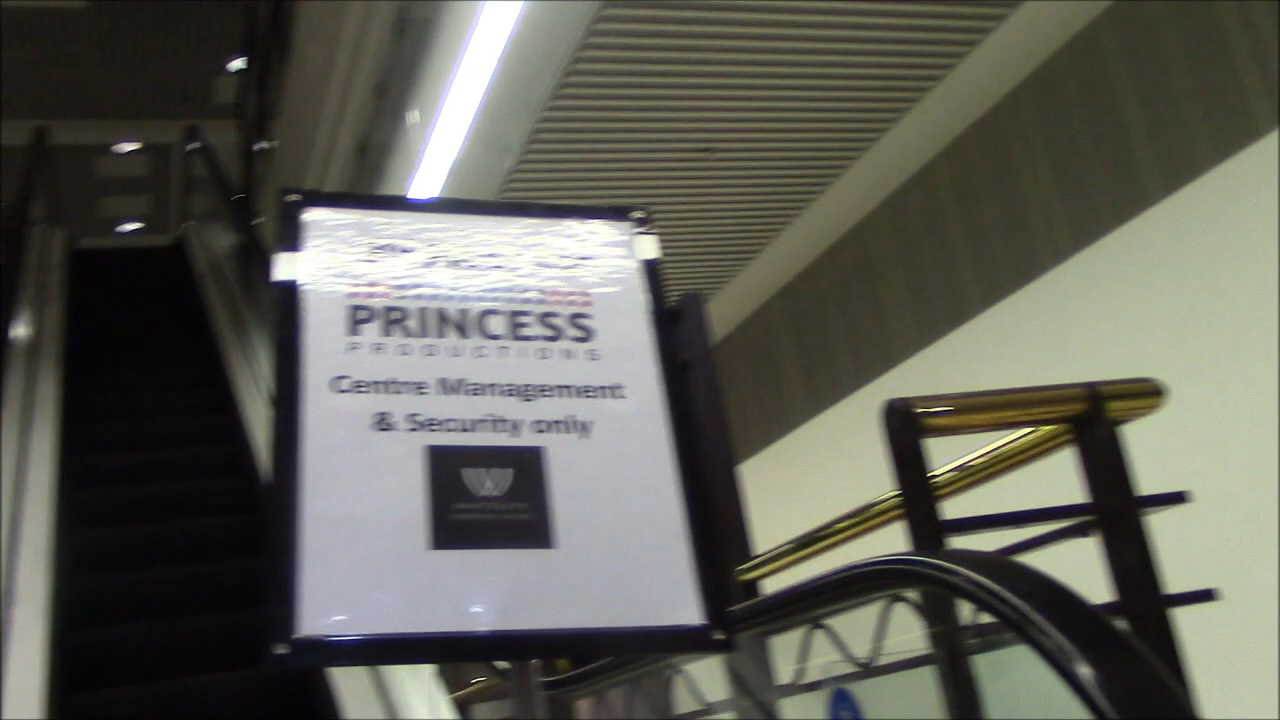 PRINCESS
PRODUCTIONS
Centre Management
& Security only